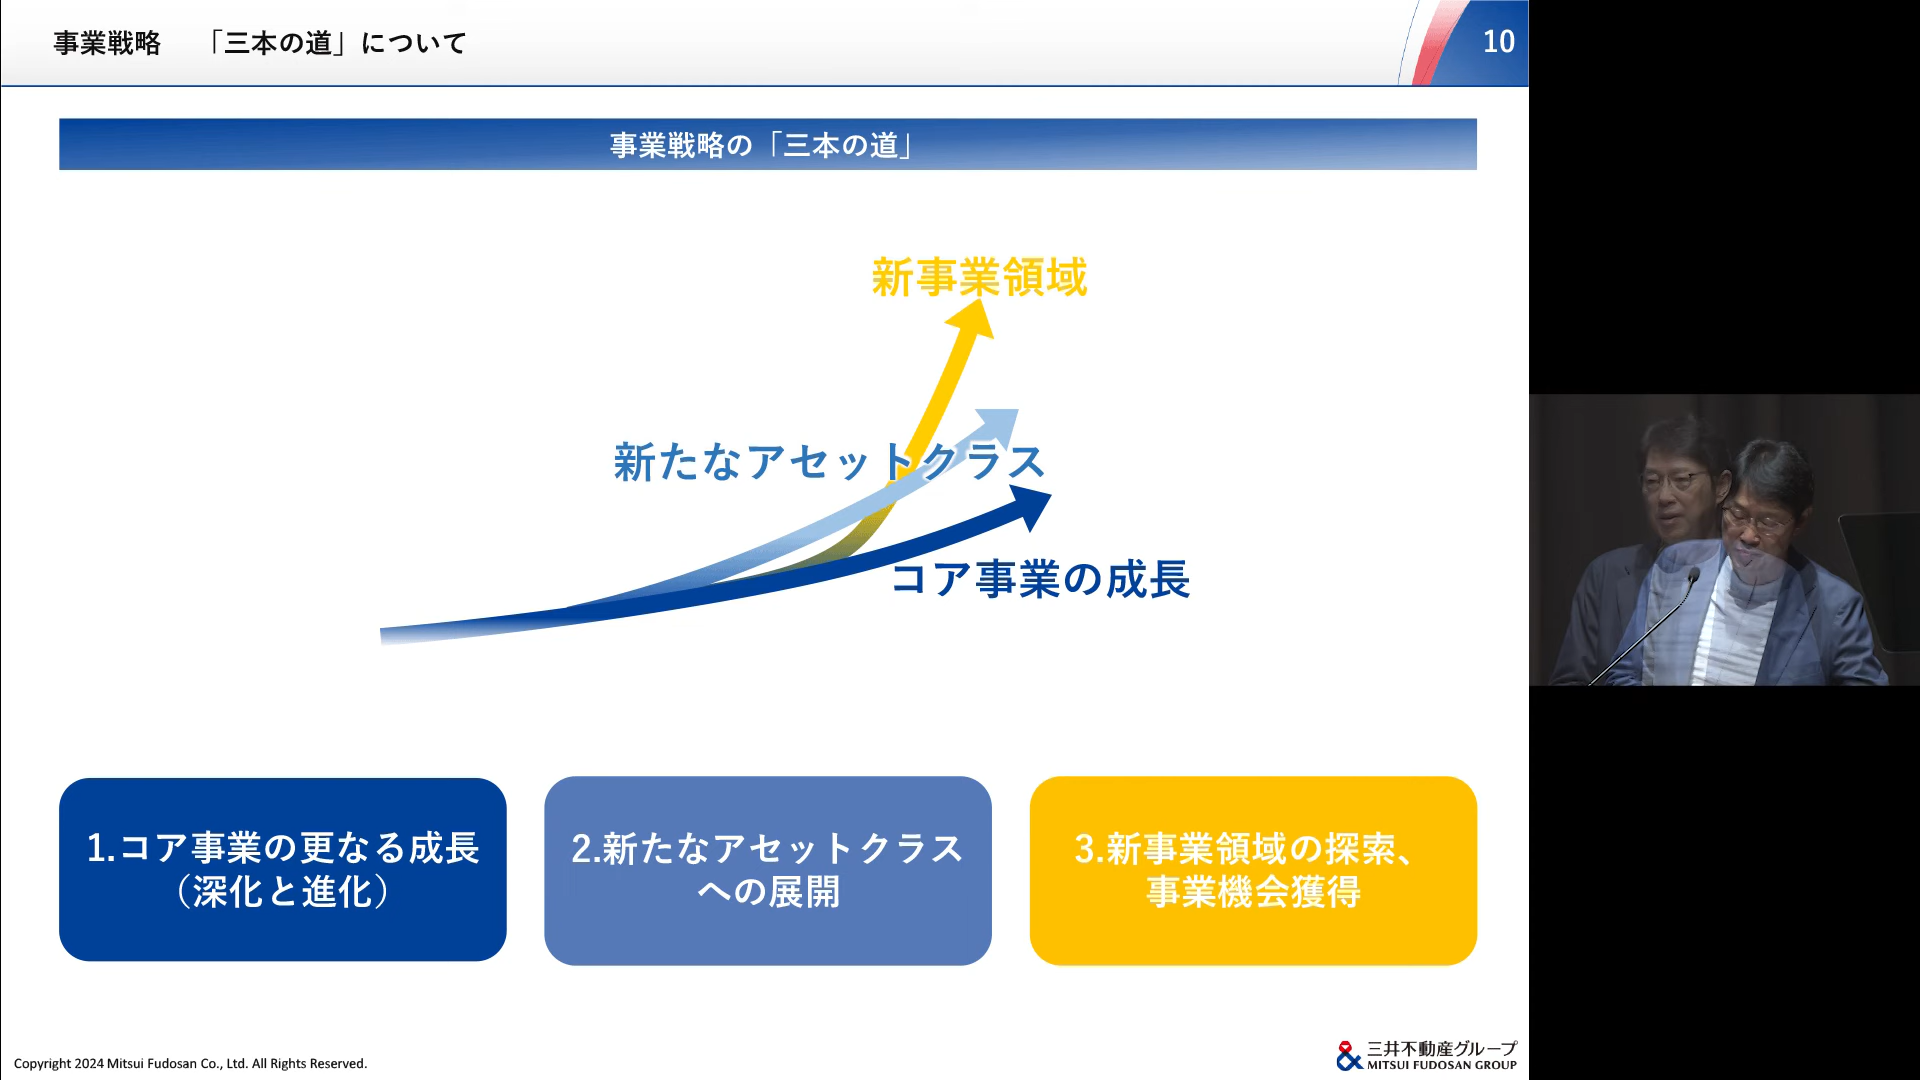 事業戦略 「三本の道」について
10
事業戦略の「三本の道」
新事業領域
新たなアセットクラス
コア事業の成長
1.コア事業の更なる成長
（深化と進化）
2.新たなアセットクラス
への展開
3.新事業領域の探索、
事業機会獲得
Copyright 2024 Mitsui Fudosan Co., Ltd. All Rights Reserved.
三井不動産グループ
MITSUI FUDOSAN GROUP